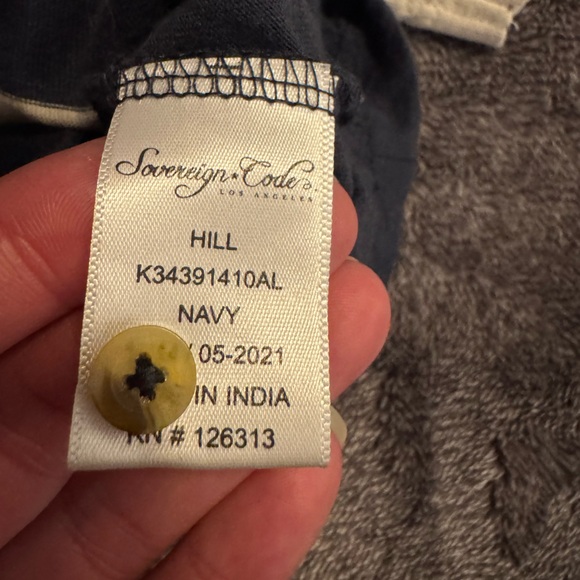 Sovereign★Code
LOS ANGELES
HILL
K34391410AL
NAVY
05-2021
IN INDIA
RN # 126313